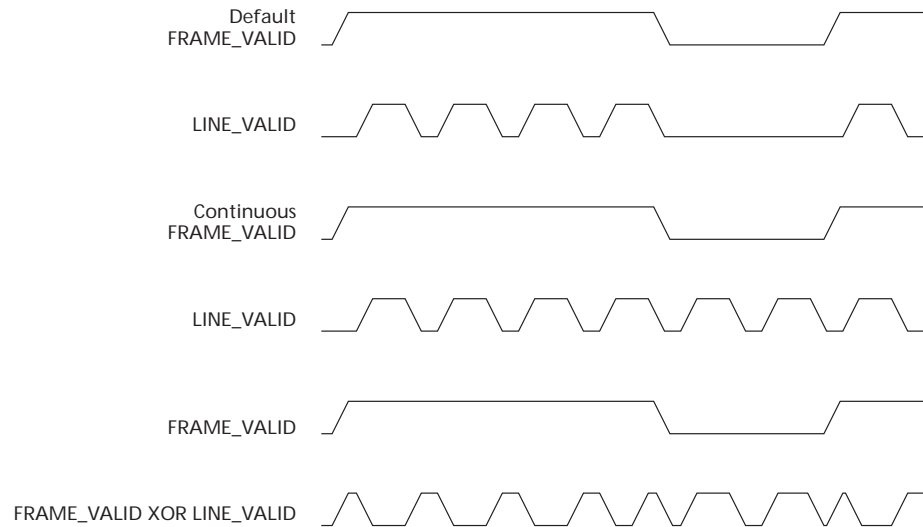 Default
FRAME_VALID
LINE_VALID
Continuous
FRAME_VALID
LINE_VALID
FRAME_VALID
FRAME_VALID XOR LINE_VALID